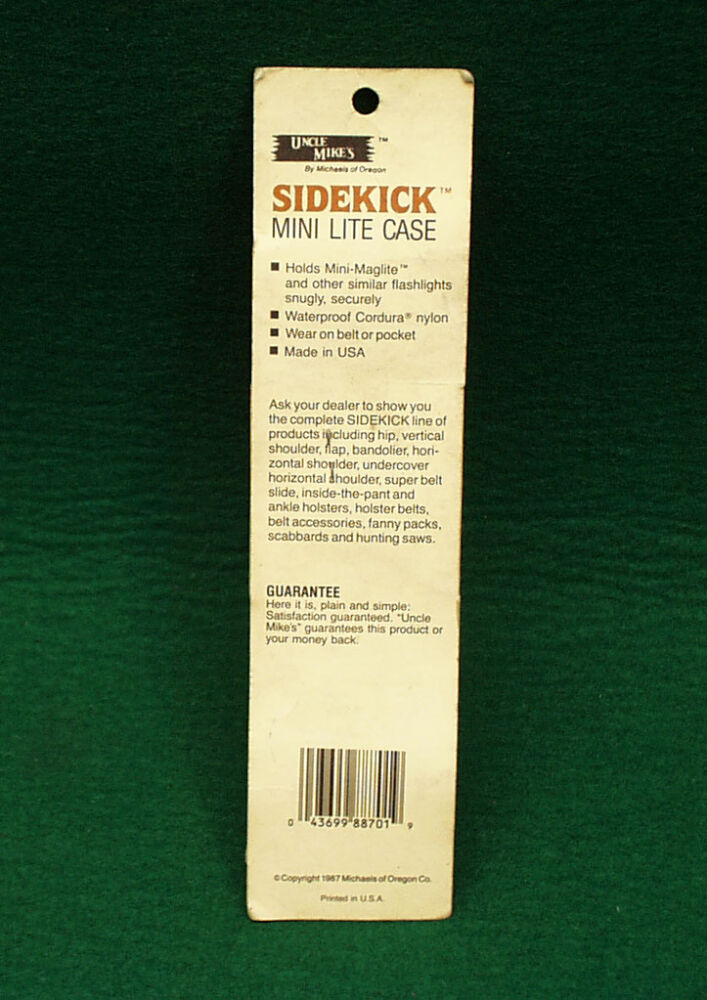 UNCLE MIKE'S™
By Michaels of Oregon
SIDEKICK™
MINI LITE CASE
■ Holds Mini-Maglite™
and other similar flashlights
snugly, securely
■ Waterproof Cordura® nylon
■ Wear on belt or pocket
■ Made in USA
Ask your dealer to show you
the complete SIDEKICK line of
products including hip, vertical
shoulder, flap, bandolier, hori-
zontal shoulder, undercover
horizontal shoulder, super belt
slide, inside-the-pant and
ankle holsters, holster belts,
belt accessories, fanny packs,
scabbards and hunting saws.
GUARANTEE
Here it is, plain and simple:
Satisfaction guaranteed. "Uncle
Mike's" guarantees this product or
your money back.
0 43699 88701 9
© Copyright 1987 Michaels of Oregon Co.
Printed in U.S.A.